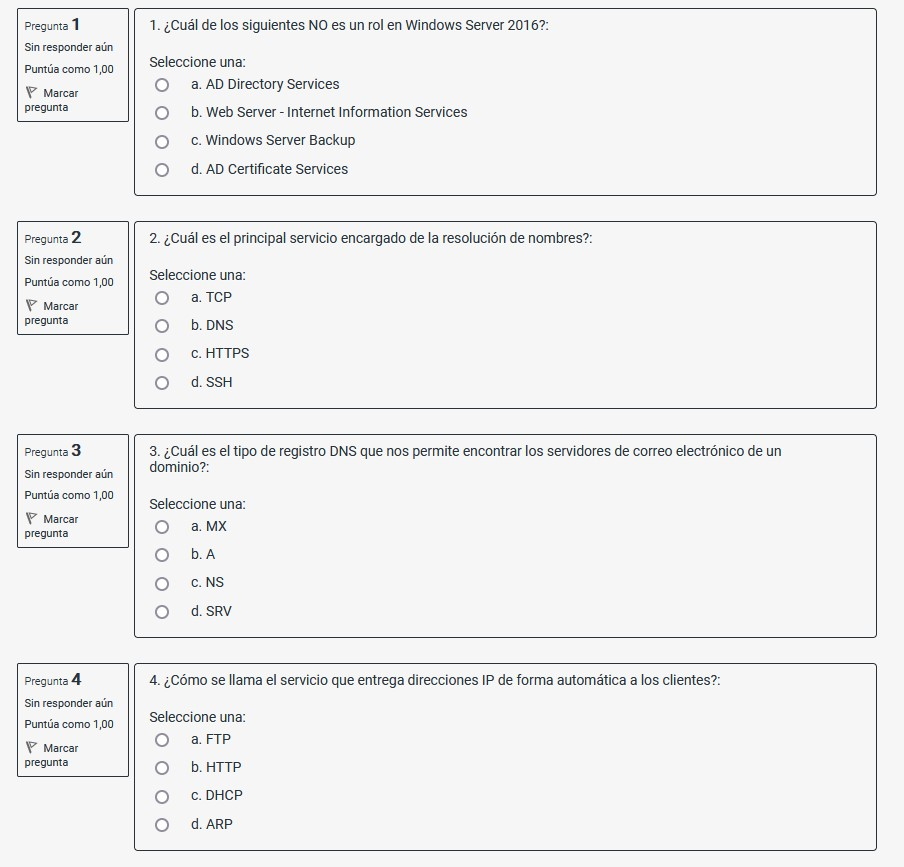 Pregunta 1
Sin responder aún
Puntúa como 1,00
Marcar
pregunta
1. ¿Cuál de los siguientes NO es un rol en Windows Server 2016?:
Seleccione una:
a. AD Directory Services
b. Web Server - Internet Information Services
c. Windows Server Backup
d. AD Certificate Services
Pregunta 2
Sin responder aún
Puntúa como 1,00
Marcar
pregunta
2. ¿Cuál es el principal servicio encargado de la resolución de nombres?:
Seleccione una:
a. TCP
b. DNS
c. HTTPS
d. SSH
Pregunta 3
Sin responder aún
Puntúa como 1,00
Marcar
pregunta
3. ¿Cuál es el tipo de registro DNS que nos permite encontrar los servidores de correo electrónico de un
dominio?:
Seleccione una:
a. MX
b. A
c. NS
d. SRV
Pregunta 4
Sin responder aún
Puntúa como 1,00
Marcar
pregunta
4. ¿Cómo se llama el servicio que entrega direcciones IP de forma automática a los clientes?:
Seleccione una:
a. FTP
b. HTTP
c. DHCP
d. ARP